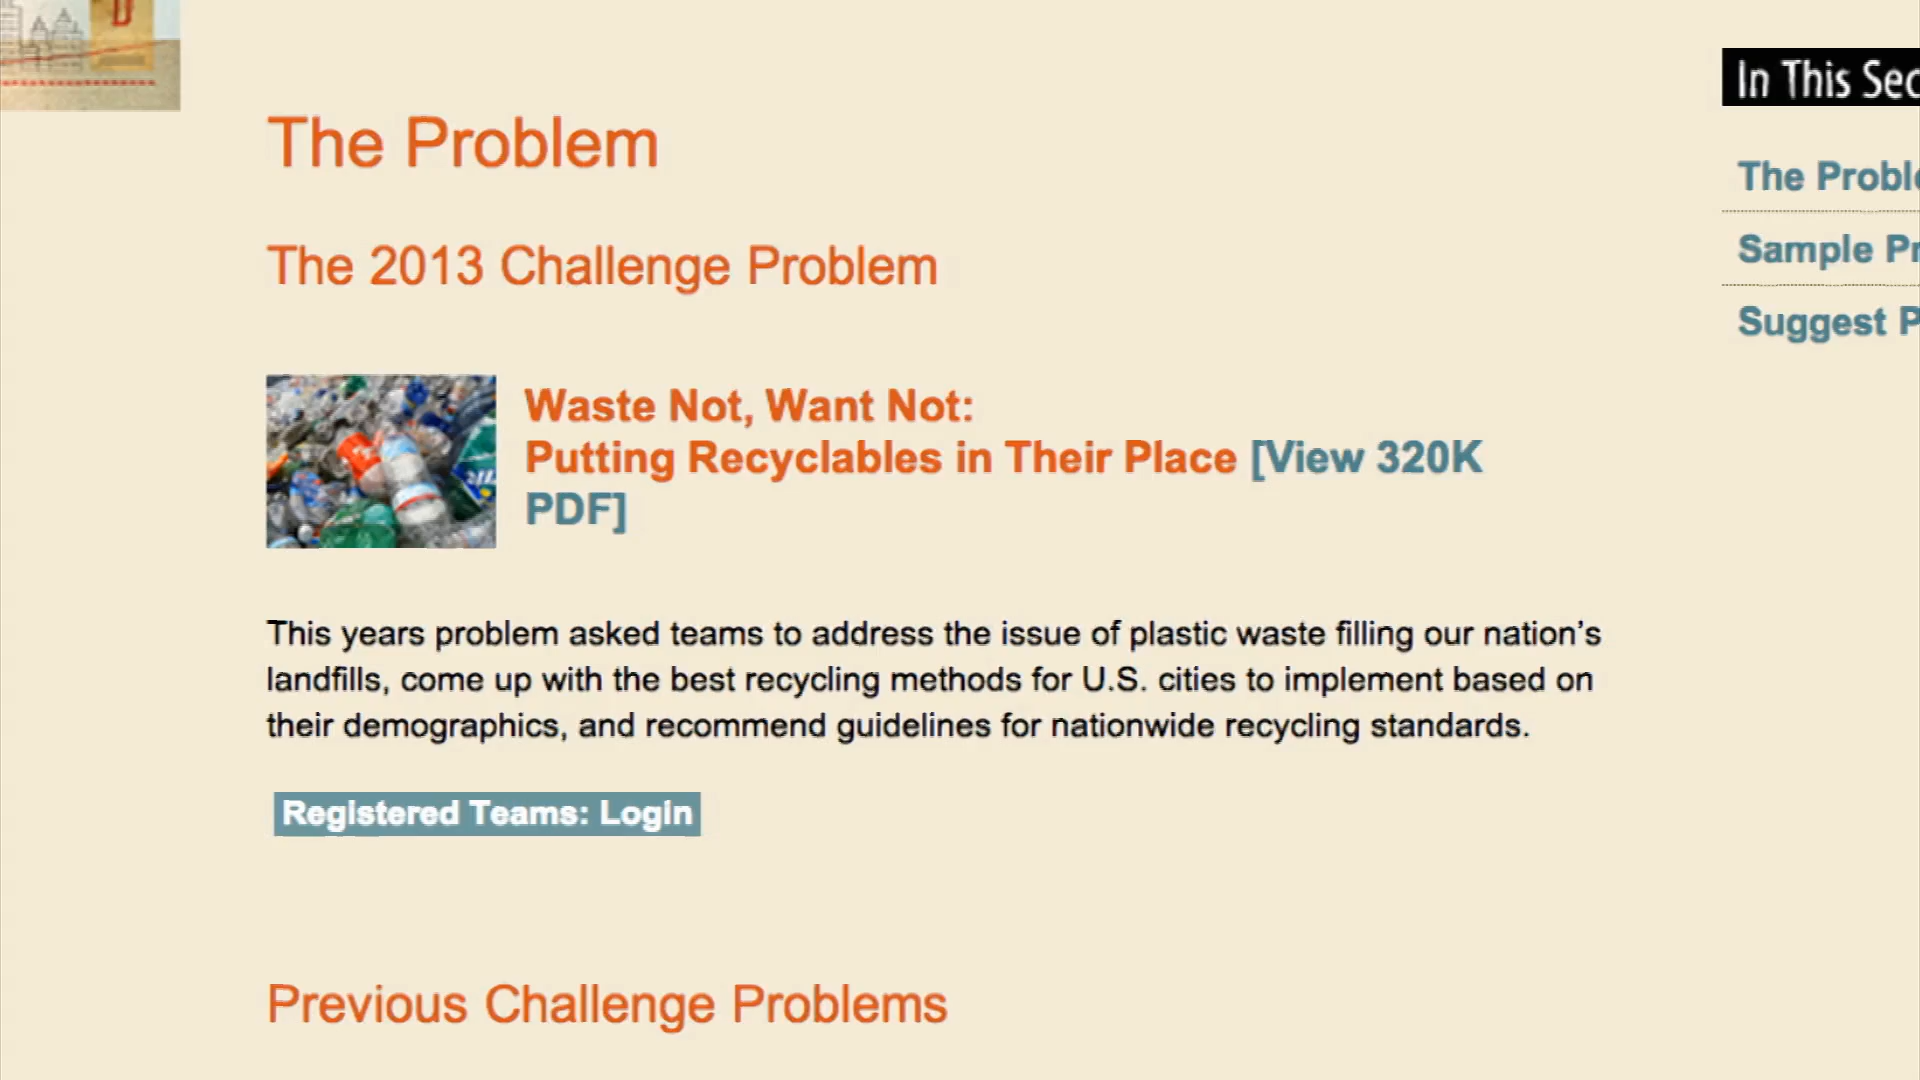 The Problem
The 2013 Challenge Problem
Waste Not, Want Not:
Putting Recyclables in Their Place [View 320K
PDF]
This years problem asked teams to address the issue of plastic waste filling our nation’s
landfills, come up with the best recycling methods for U.S. cities to implement based on
their demographics, and recommend guidelines for nationwide recycling standards.
Registered Teams: Login
Previous Challenge Problems
In This Sec
The Proble
Sample Pr
Suggest P